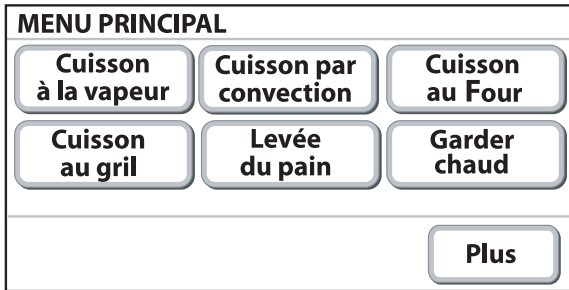 MENU PRINCIPAL
Cuisson
à la vapeur
Cuisson par
convection
Cuisson
au Four
Cuisson
au gril
Levée
du pain
Garder
chaud
Plus